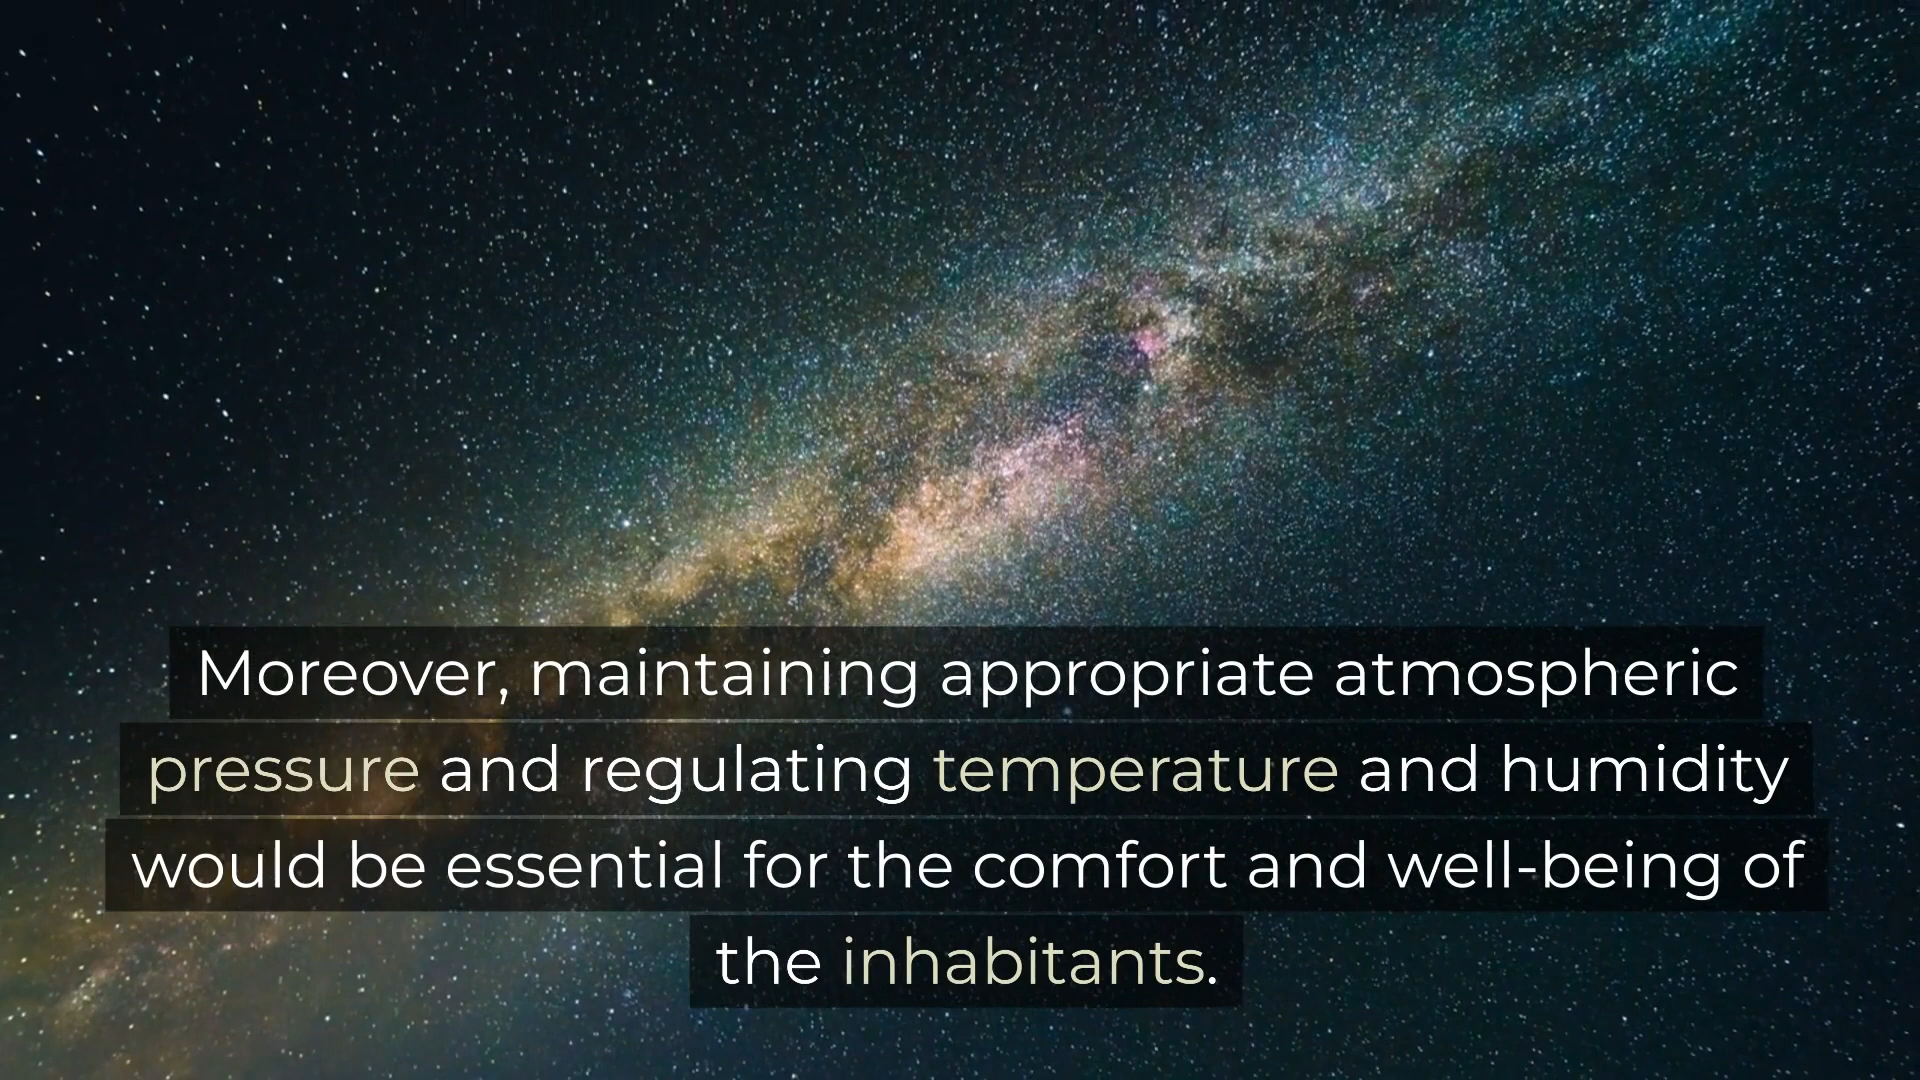 Moreover, maintaining appropriate atmospheric
pressure and regulating temperature and humidity
would be essential for the comfort and well-being of
the inhabitants.